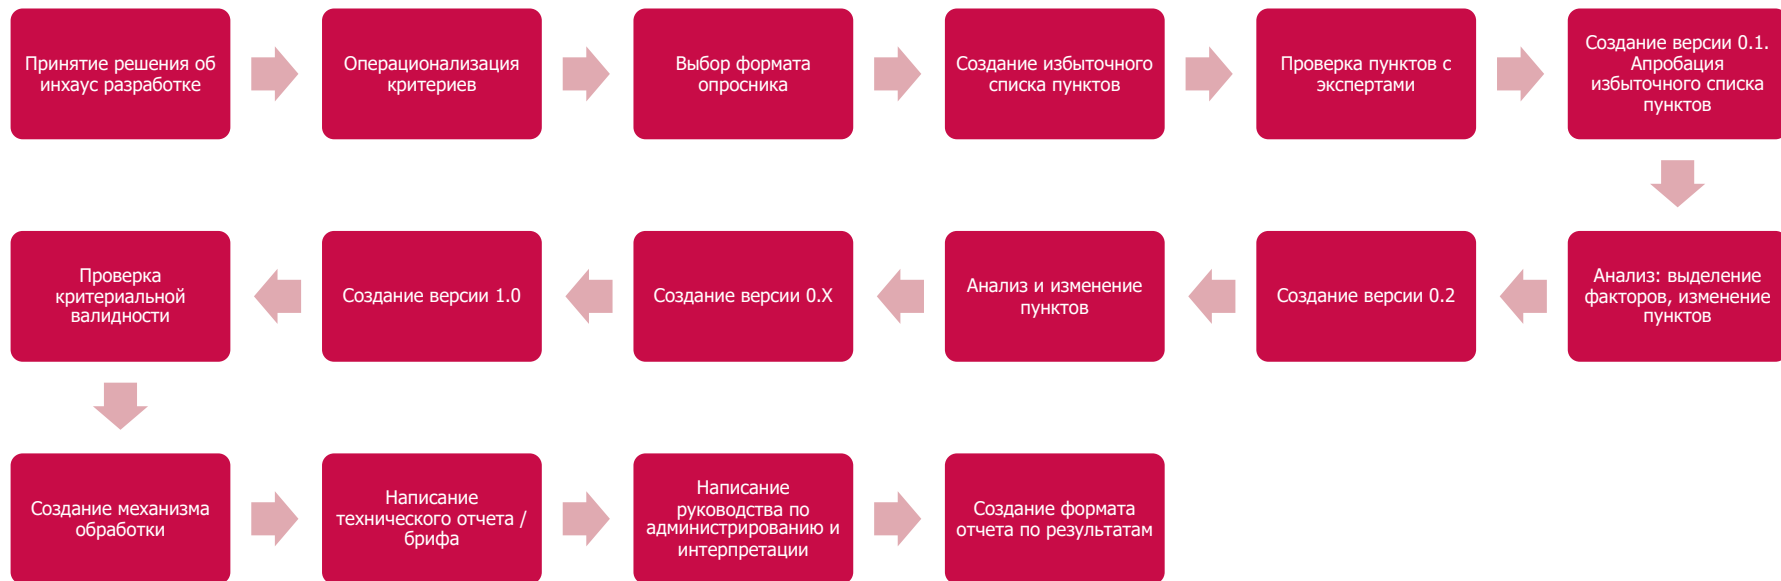 Принятие решения об
инхаус разработке
Операционализация
критериев
Выбор формата
опросника
Создание избыточного
списка пунктов
Проверка пунктов с
экспертами
Создание версии 0.1.
Апробация
избыточного списка
пунктов
Анализ: выделение
факторов, изменение
пунктов
Создание версии 0.2
Анализ и изменение
пунктов
Создание версии 0.X
Создание версии 1.0
Проверка
критериальной
валидности
Создание механизма
обработки
Написание
технического отчета /
брифа
Написание
руководства по
администрированию и
интерпретации
Создание формата
отчета по результатам